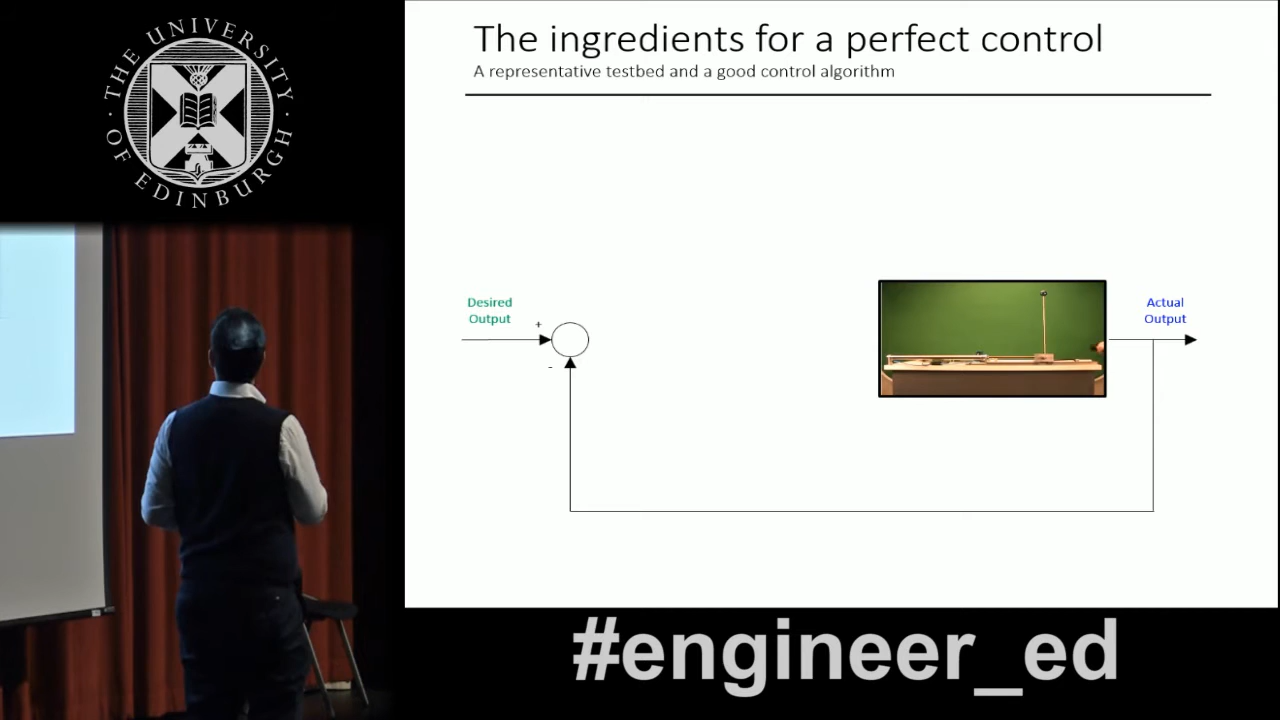 THE UNIVERSITY
OF EDINBURGH
The ingredients for a perfect control
A representative testbed and a good control algorithm
Desired
Output
+
-
Actual
Output
#engineer_ed